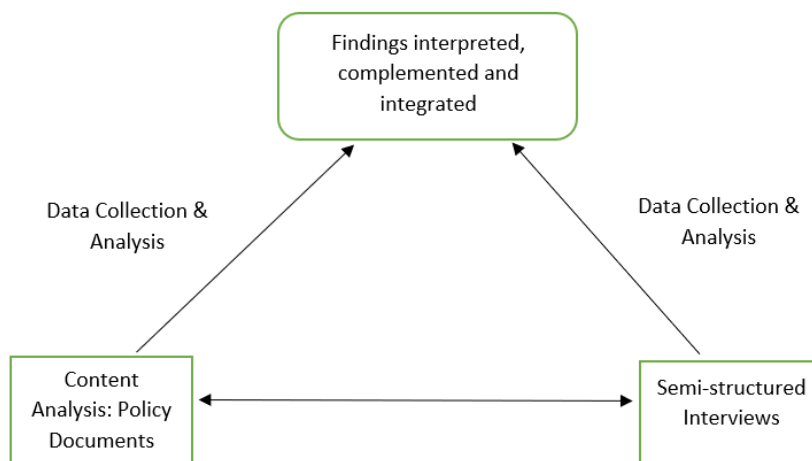 Findings interpreted,
complemented and
integrated
Data Collection &
Analysis
Data Collection &
Analysis
Content
Analysis: Policy
Documents
Semi-structured
Interviews